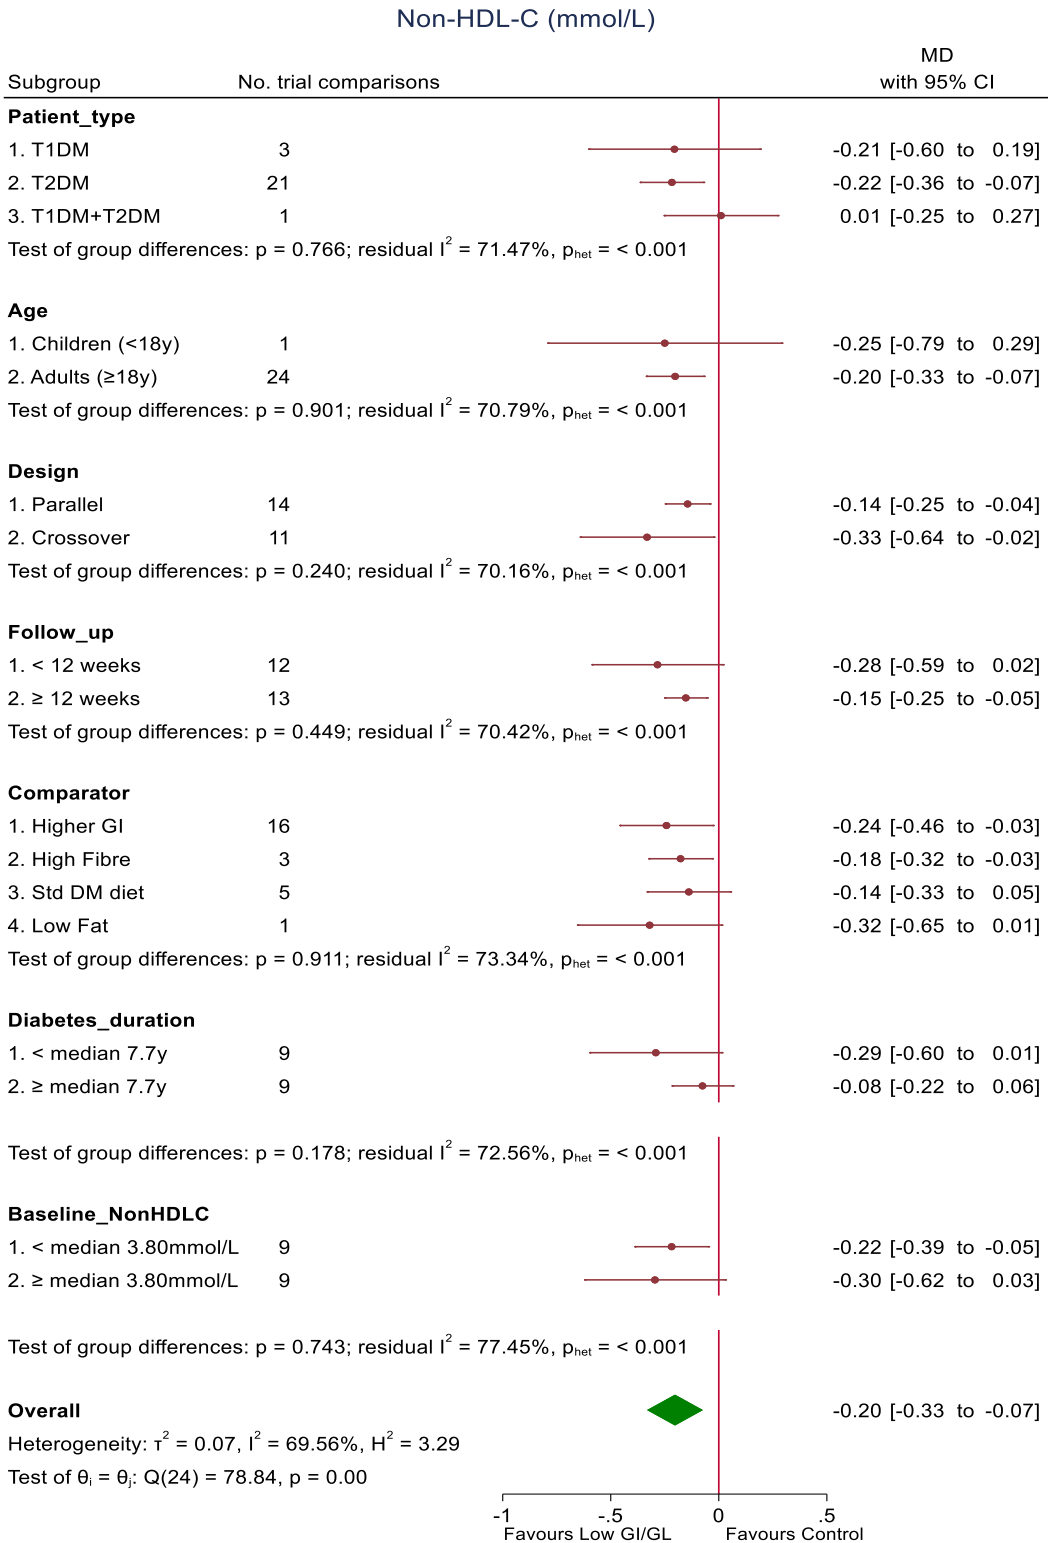 Non-HDL-C (mmol/L)
MD
Subgroup No. trial comparisons with 95% CI
Patient_type
1. T1DM 3 -0.21 [-0.60 to 0.19]
2. T2DM 21 -0.22 [-0.36 to -0.07]
3. T1DM+T2DM 1 0.01 [-0.25 to 0.27]
Test of group differences: p = 0.766; residual I² = 71.47%, pₕₑₜ = < 0.001
Age
1. Children (<18y) 1 -0.25 [-0.79 to 0.29]
2. Adults (≥18y) 24 -0.20 [-0.33 to -0.07]
Test of group differences: p = 0.901; residual I² = 70.79%, pₕₑₜ = < 0.001
Design
1. Parallel 14 -0.14 [-0.25 to -0.04]
2. Crossover 11 -0.33 [-0.64 to -0.02]
Test of group differences: p = 0.240; residual I² = 70.16%, pₕₑₜ = < 0.001
Follow_up
1. < 12 weeks 12 -0.28 [-0.59 to 0.02]
2. ≥ 12 weeks 13 -0.15 [-0.25 to -0.05]
Test of group differences: p = 0.449; residual I² = 70.42%, pₕₑₜ = < 0.001
Comparator
1. Higher GI 16 -0.24 [-0.46 to -0.03]
2. High Fibre 3 -0.18 [-0.32 to -0.03]
3. Std DM diet 5 -0.14 [-0.33 to 0.05]
4. Low Fat 1 -0.32 [-0.65 to 0.01]
Test of group differences: p = 0.911; residual I² = 73.34%, pₕₑₜ = < 0.001
Diabetes_duration
1. < median 7.7y 9 -0.29 [-0.60 to 0.01]
2. ≥ median 7.7y 9 -0.08 [-0.22 to 0.06]
Test of group differences: p = 0.178; residual I² = 72.56%, pₕₑₜ = < 0.001
Baseline_NonHDLC
1. < median 3.80mmol/L 9 -0.22 [-0.39 to -0.05]
2. ≥ median 3.80mmol/L 9 -0.30 [-0.62 to 0.03]
Test of group differences: p = 0.743; residual I² = 77.45%, pₕₑₜ = < 0.001
Overall -0.20 [-0.33 to -0.07]
Heterogeneity: τ² = 0.07, I² = 69.56%, H² = 3.29
Test of θᵢ = θⱼ: Q(24) = 78.84, p = 0.00
-1 -.5 0 .5
Favours Low GI/GL Favours Control